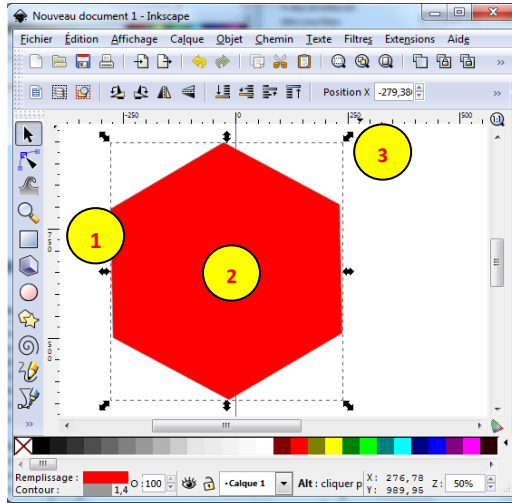 Nouveau document 1 - Inkscape
Fichier Édition Affichage Calque Objet Chemin Texte Filtres Extensions Aide
Position X -279,38
-250 0 250 500
3
1
2
750
500
Remplissage :
Contour : 1,4
O : 100
•Calque 1
Alt : cliquer p
X: 276,78
Y: 989,95
Z: 50%